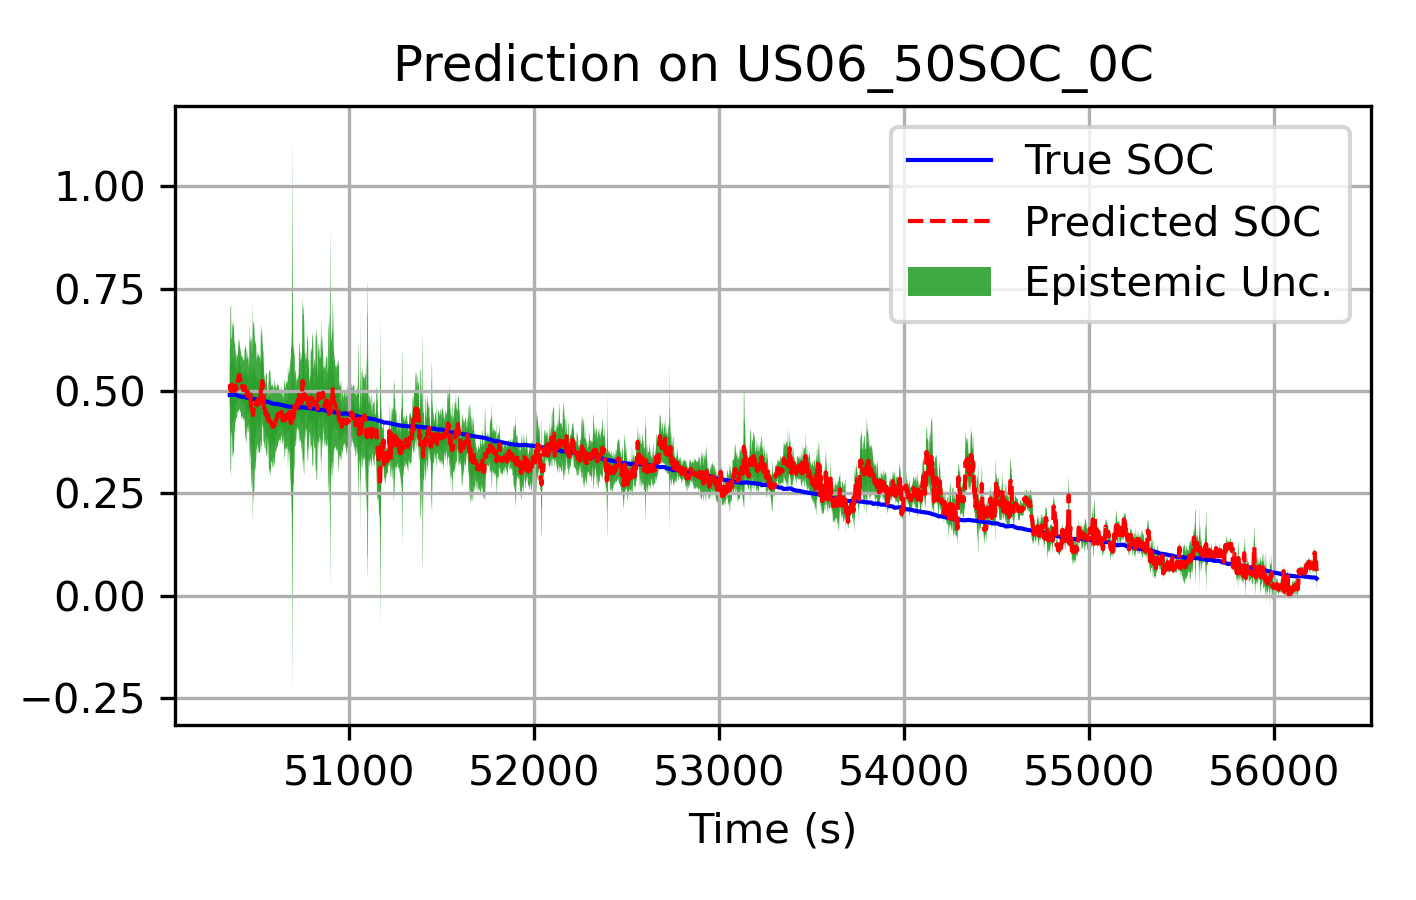 Prediction on US06_50SOC_0C
True SOC
Predicted SOC
Epistemic Unc.
1.00
0.75
0.50
0.25
0.00
−0.25
51000 52000 53000 54000 55000 56000
Time (s)